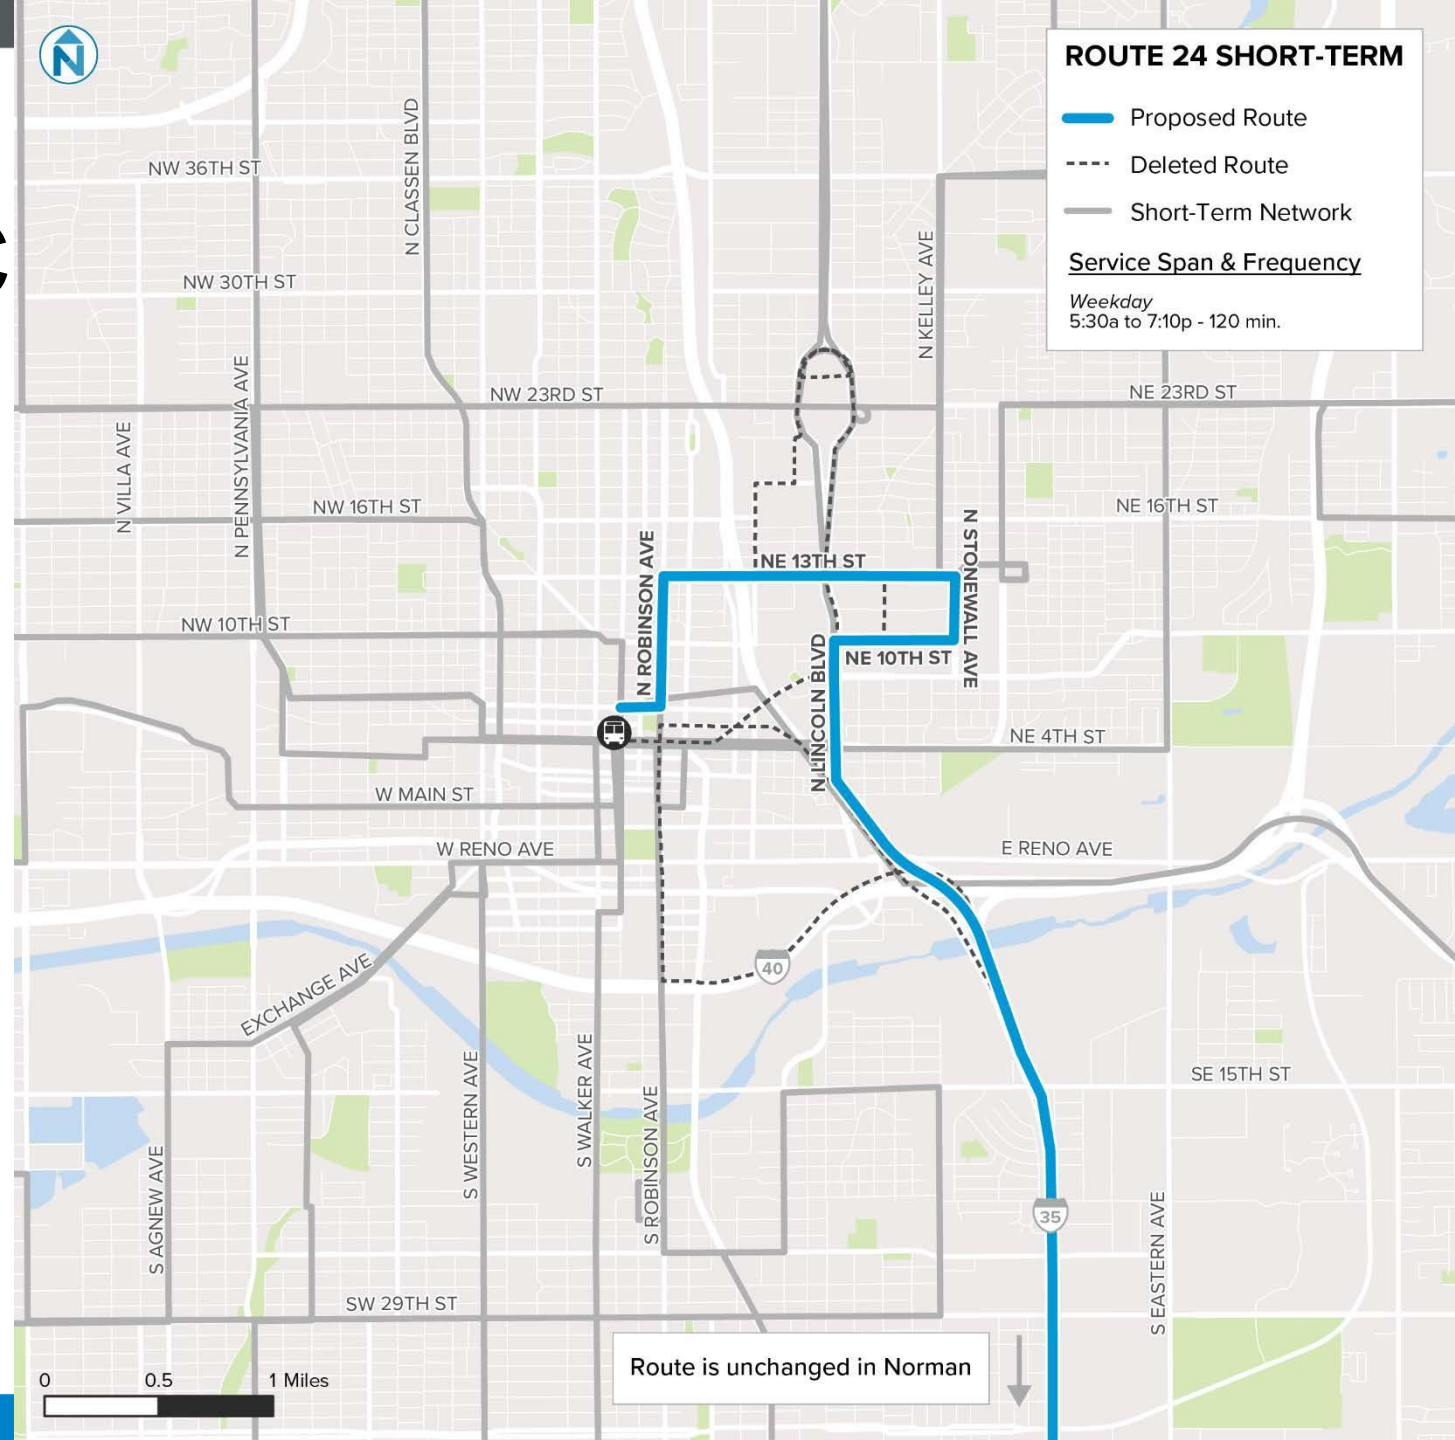 N
ROUTE 24 SHORT-TERM
Proposed Route
Deleted Route
Short-Term Network
Service Span & Frequency
Weekday
5:30a to 7:10p - 120 min.
N CLASSEN BLVD
NW 36TH ST
N KELLEY AVE
NW 30TH ST
N PENNSYLVANIA AVE
NW 23RD ST
NE 23RD ST
N VILLA AVE
NW 16TH ST
NE 16TH ST
N STONEWALL AVE
N ROBINSON AVE
NE 13TH ST
NW 10TH ST
N LINCOLN BLVD
NE 10TH ST
NE 4TH ST
W MAIN ST
W RENO AVE
E RENO AVE
40
EXCHANGE AVE
S WESTERN AVE
S WALKER AVE
SE 15TH ST
S ROBINSON AVE
S AGNEW AVE
35
S EASTERN AVE
SW 29TH ST
Route is unchanged in Norman
0 0.5 1 Miles